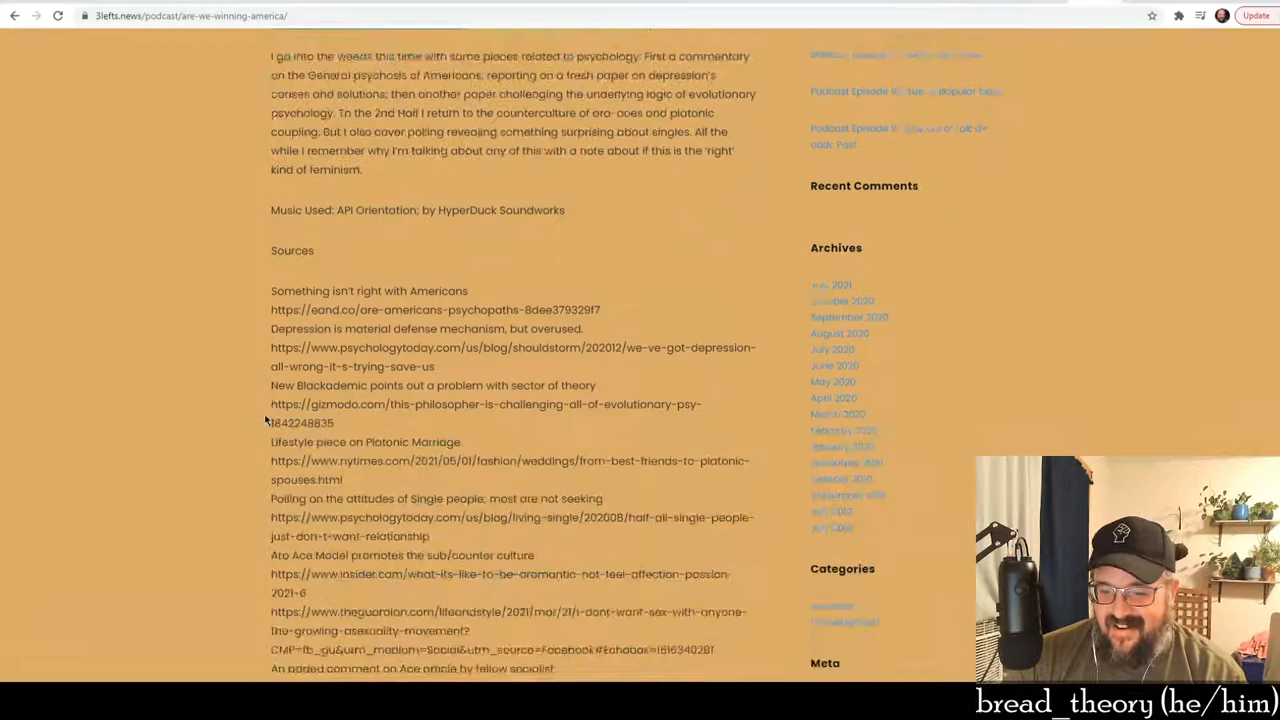 3lefts.news/podcast/are-we-winning-america/
Update
I go into the weeds this time with some pieces related to psychology: First a commentary
on the General psychosis of Americans; reporting on a fresh paper on depression's
causes and solutions; then another paper challenging the underlying logic of evolutionary
psychology. To the 2nd Half I return to the counterculture of aro-aces and platonic
coupling. But I also cover polling revealing something surprising about singles. All the
while I remember why I'm talking about any of this with a note about if this is the 'right'
kind of feminism.
Music Used: API Orientation; by HyperDuck Soundworks
Sources
Something isn't right with Americans
https://eand.co/are-americans-psychopaths-8dee379329f7
Depression is material defense mechanism, but overused.
https://www.psychologytoday.com/us/blog/shouldstorm/202012/we-ve-got-depression-
all-wrong-it-s-trying-save-us
New Blackademic points out a problem with sector of theory
https://gizmodo.com/this-philosopher-is-challenging-all-of-evolutionary-psy-
1842248835
Lifestyle piece on Platonic Marriage.
https://www.nytimes.com/2021/05/01/fashion/weddings/from-best-friends-to-platonic-
spouses.html
Polling on the attitudes of Single people; most are not seeking
https://www.psychologytoday.com/us/blog/living-single/202008/half-all-single-people-
just-don-t-want-relationship
Aro Ace Model promotes the sub/counter culture
https://www.insider.com/what-its-like-to-be-aromantic-not-feel-affection-passion-
2021-6
https://www.theguardian.com/lifeandstyle/2021/mar/21/i-dont-want-sex-with-anyone-
the-growing-asexuality-movement?
CMP=fb_gu&utm_medium=Social&utm_source=Facebook#Echobox=1616340281
An added comment on Ace article by fellow socialist
Podcast Episode
Podcast Episode
Post
Recent Comments
Archives
2021
September 2020
August 2020
July 2020
June 2020
May 2020
April 2020
March 2020
February 2020
Categories
Meta
bread_theory (he/him)